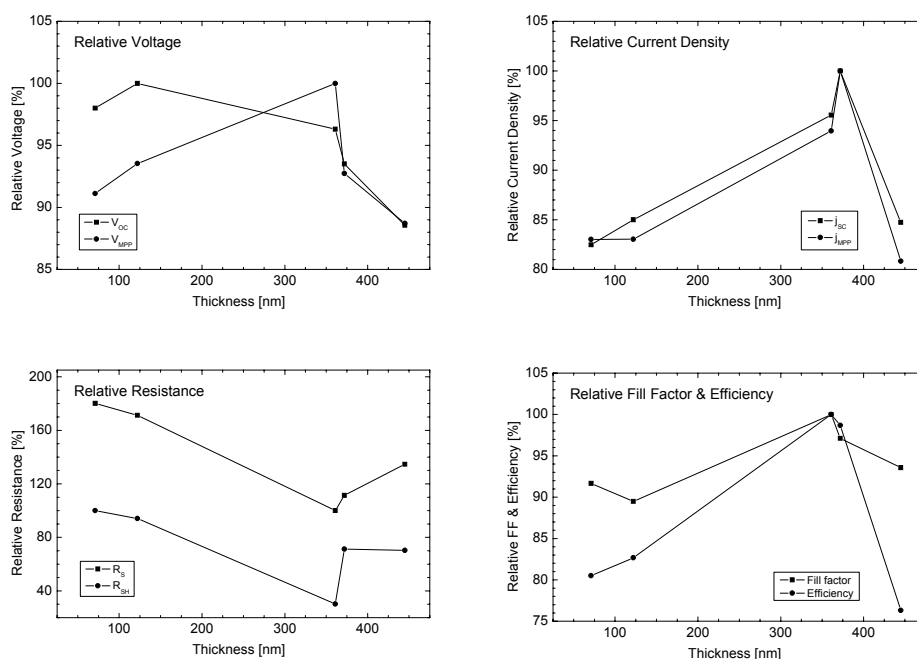 Relative Voltage
Relative Voltage [%]
105
100
95
90
85
V_OC
V_MPP
100 200 300 400
Thickness [nm]
Relative Current Density
Relative Current Density [%]
105
100
95
90
85
80
j_SC
j_MPP
100 200 300 400
Thickness [nm]
Relative Resistance
Relative Resistance [%]
200
160
120
80
40
R_S
R_SH
100 200 300 400
Thickness [nm]
Relative Fill Factor & Efficiency
Relative FF & Efficiency [%]
105
100
95
90
85
80
75
Fill factor
Efficiency
100 200 300 400
Thickness [nm]